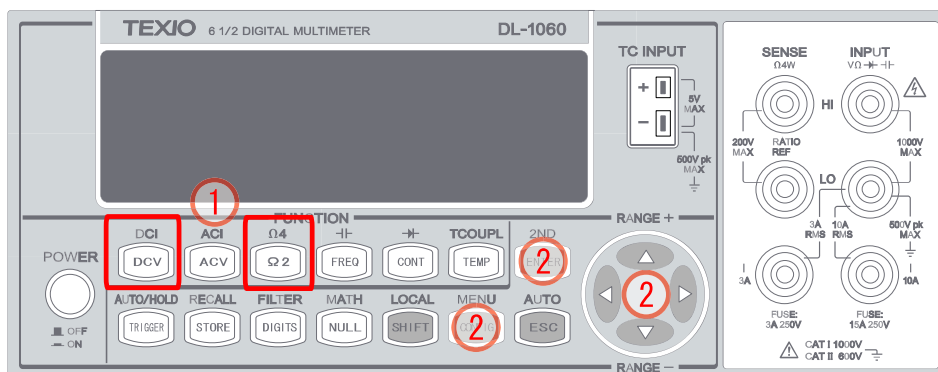 TEXIO 6 1/2 DIGITAL MULTIMETER DL-1060
TC INPUT
+
−
5V
MAX
500V pk
MAX
SENSE
Ω4W
INPUT
VΩ
HI
200V
MAX
RATIO
REF
1000V
MAX
LO
3A
RMS
10A
RMS
500V pk
MAX
3A
10A
FUSE:
3A 250V
FUSE:
15A 250V
CAT I 1000V
CAT II 600V
1
FUNCTION
RANGE +
DCI ACI Ω4 TCOUPL 2ND
POWER
DCV ACV Ω2 FREQ CONT TEMP ENTER
2
2
AUTO/HOLD RECALL FILTER MATH LOCAL MENU AUTO
TRIGGER STORE DIGITS NULL SHIFT CONFIG ESC
2
OFF
ON
RANGE −